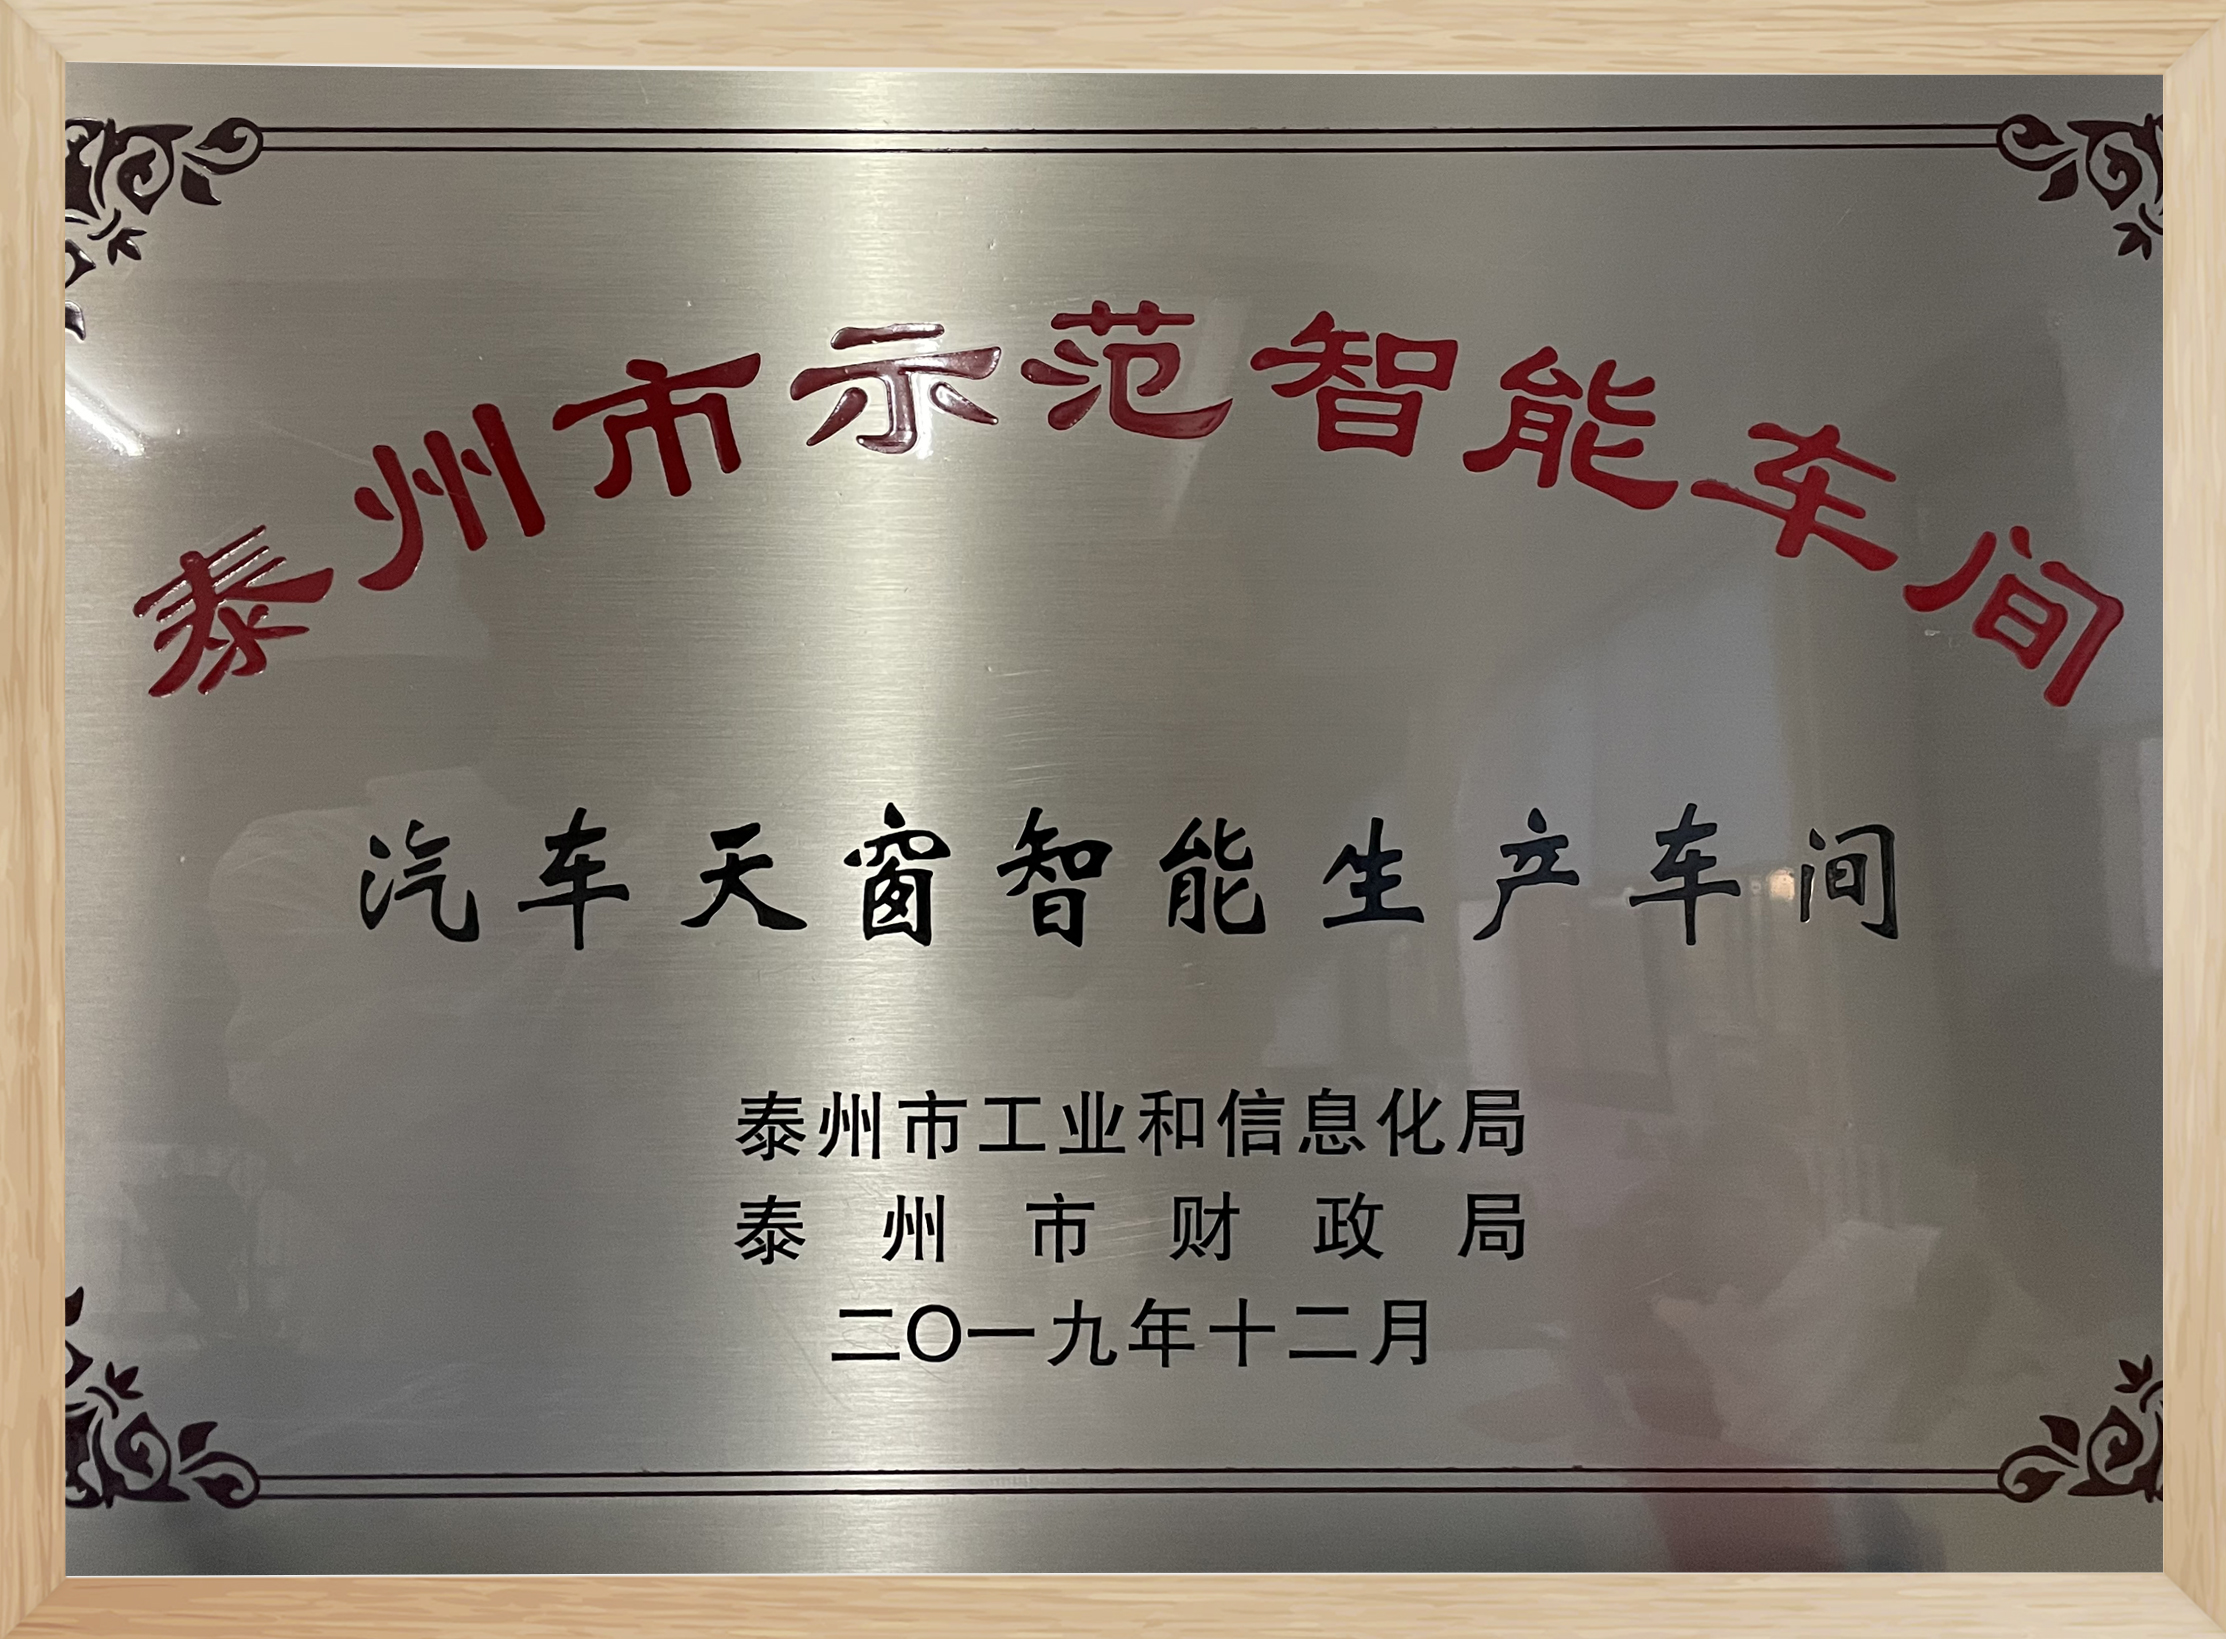 泰州市示范智能车间
汽车天窗智能生产车间
泰州市工业和信息化局
泰州市财政局
二〇一九年十二月